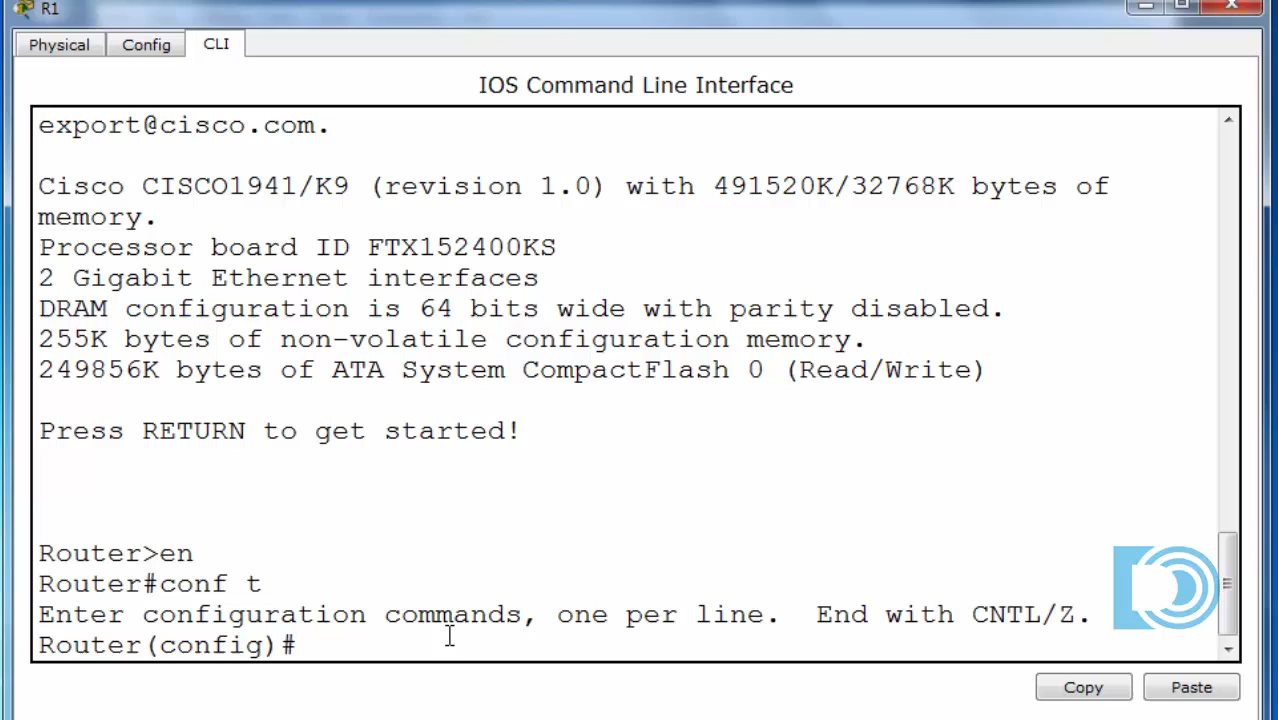 R1
Physical Config CLI
IOS Command Line Interface
export@cisco.com.
Cisco CISCO1941/K9 (revision 1.0) with 491520K/32768K bytes of
memory.
Processor board ID FTX152400KS
2 Gigabit Ethernet interfaces
DRAM configuration is 64 bits wide with parity disabled.
255K bytes of non-volatile configuration memory.
249856K bytes of ATA System CompactFlash 0 (Read/Write)
Press RETURN to get started!
Router>en
Router#conf t
Enter configuration commands, one per line.  End with CNTL/Z.
Router(config)#
Copy Paste